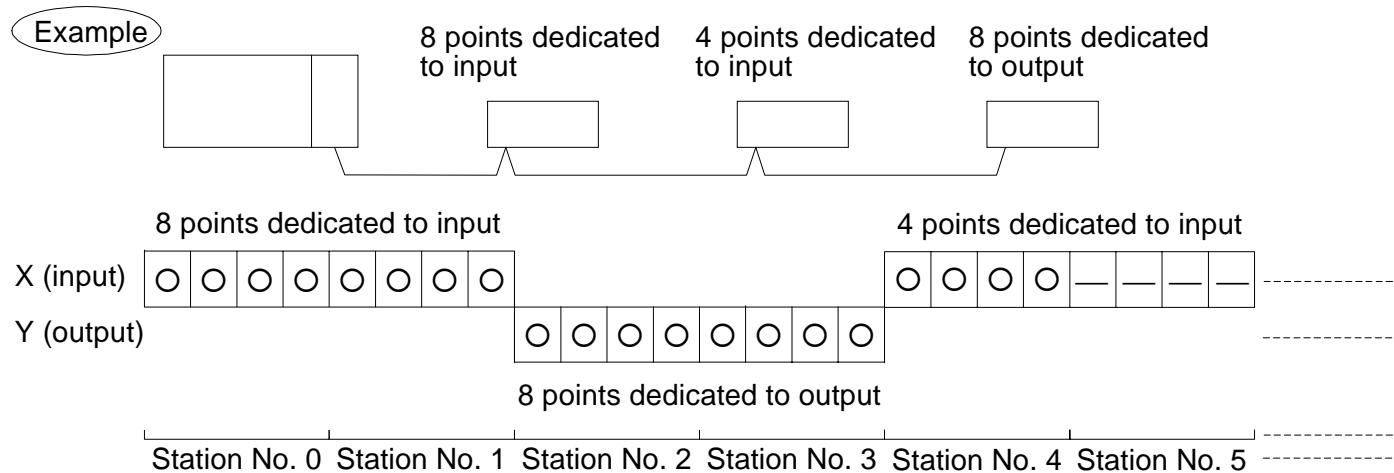 Example
8 points dedicated
to input
4 points dedicated
to input
8 points dedicated
to output
8 points dedicated to input
4 points dedicated to input
X (input)
Y (output)
8 points dedicated to output
Station No. 0 Station No. 1 Station No. 2 Station No. 3 Station No. 4 Station No. 5